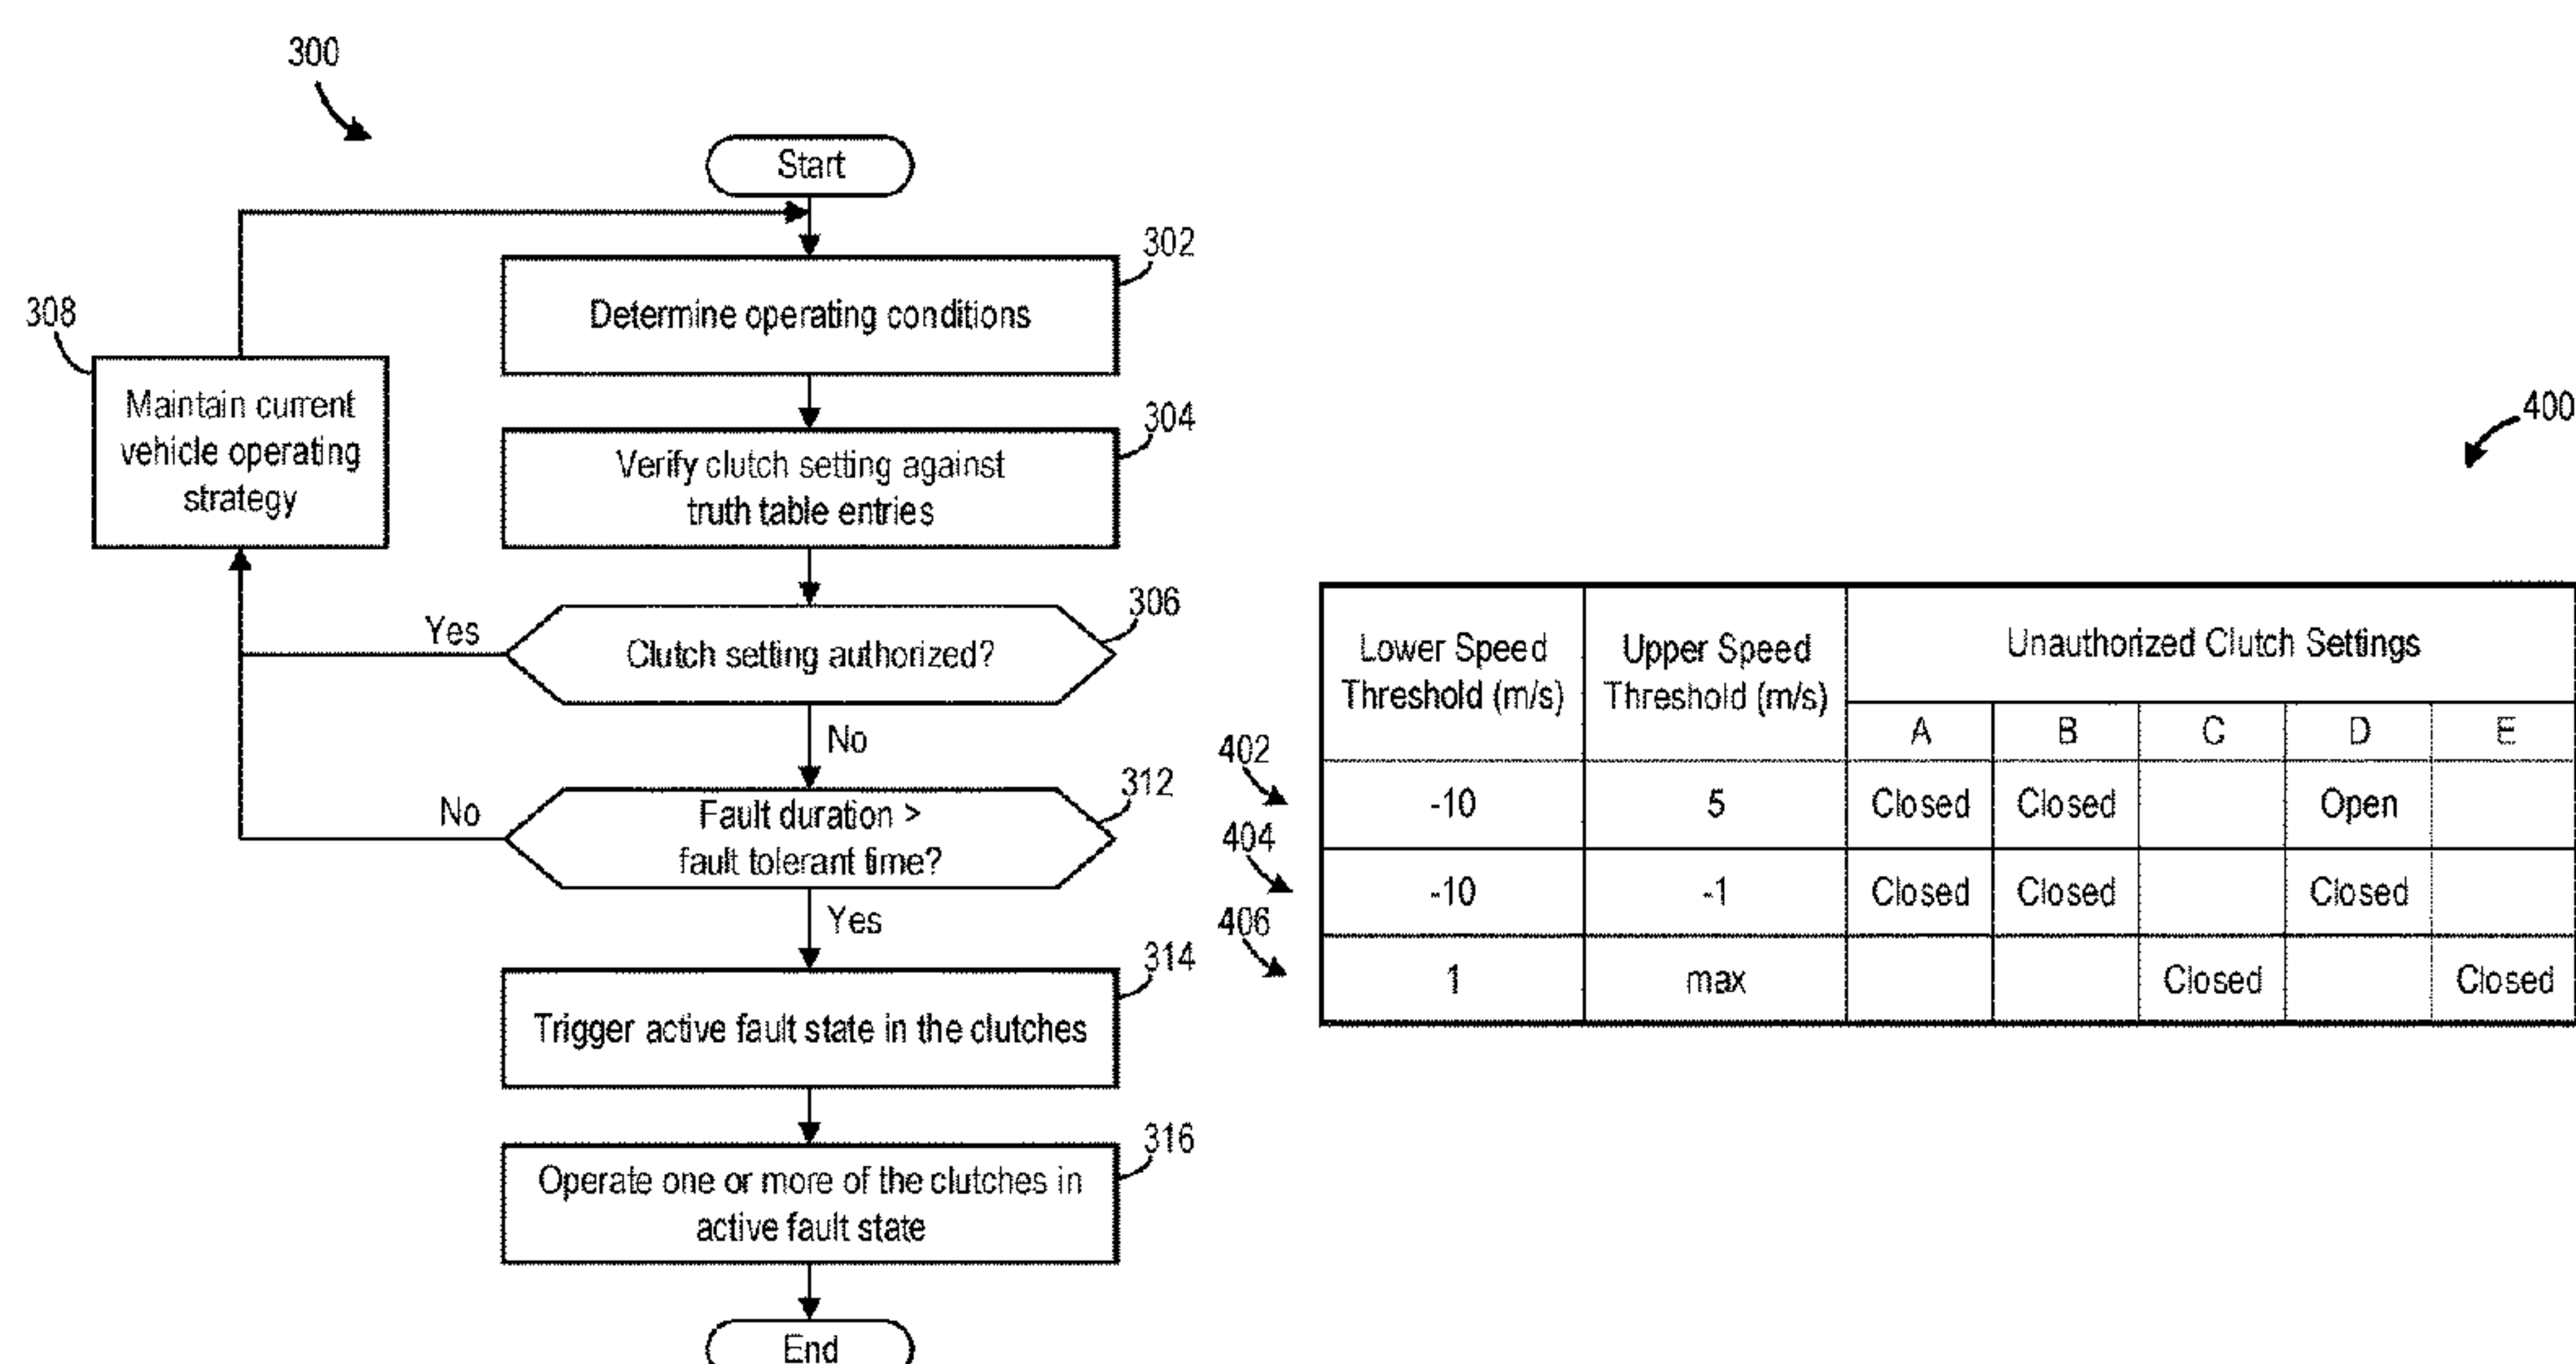 300
Start
302
Determine operating conditions
308
Maintain current
vehicle operating
strategy
304
Verify clutch setting against
truth table entries
306
Yes
Clutch setting authorized?
No
312
No
Fault duration >
fault tolerant time?
Yes
314
Trigger active fault state in the clutches
316
Operate one or more of the clutches in
active fault state
End
400
Lower Speed
Threshold (m/s)
Upper Speed
Threshold (m/s)
Unauthorized Clutch Settings
A B C D E
402
-10 5 Closed Closed Open
404
-10 -1 Closed Closed Closed
406
1 max Closed Closed